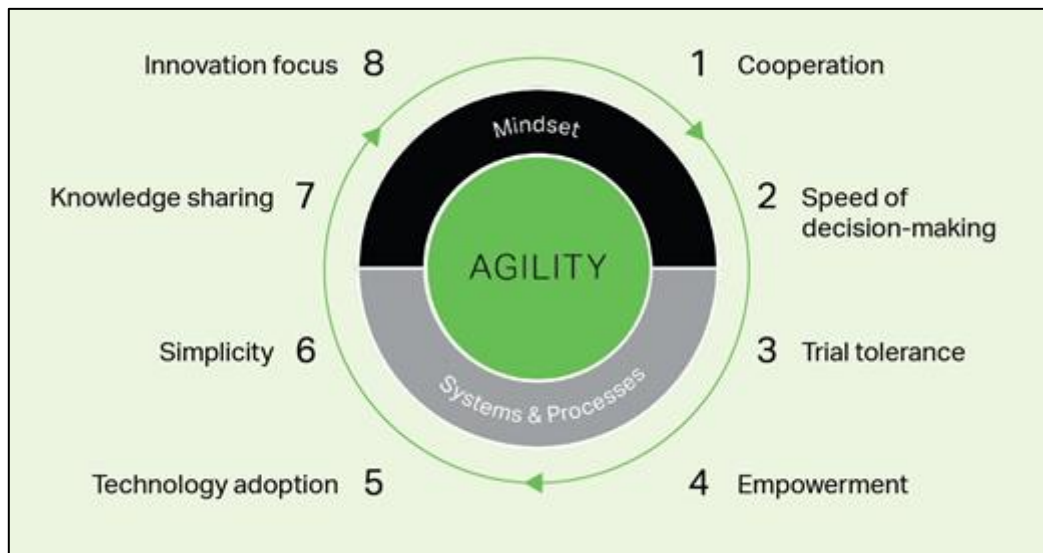 Innovation focus 8
1 Cooperation
Mindset
Knowledge sharing 7
2 Speed of
decision-making
AGILITY
Simplicity 6
3 Trial tolerance
Systems & Processes
Technology adoption 5
4 Empowerment